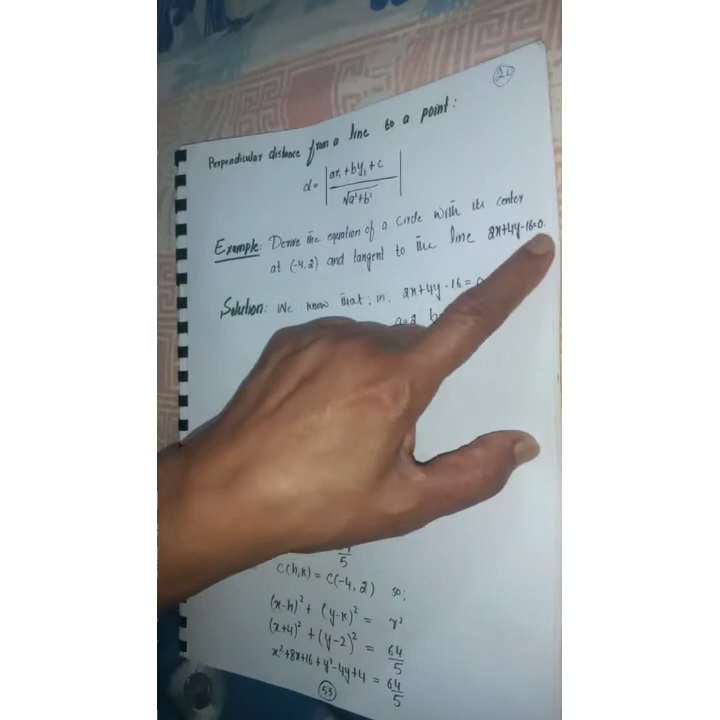 21
Perpendicular distance from a line to a point:
d = |ax₁+by₁+c / √a²+b²|
Example: Derive the equation of a circle with its center
at (-4,2) and tangent to the line 2x+4y-16=0.
Solution: We know that; in, 2x+4y-16=0
a=2
5
C(h,k) = C(-4, 2) so;
(x-h)² + (y-k)² = r²
(x+4)² + (y-2)² = 64/5
x²+8x+16+y²-4y+4 = 64/5
53